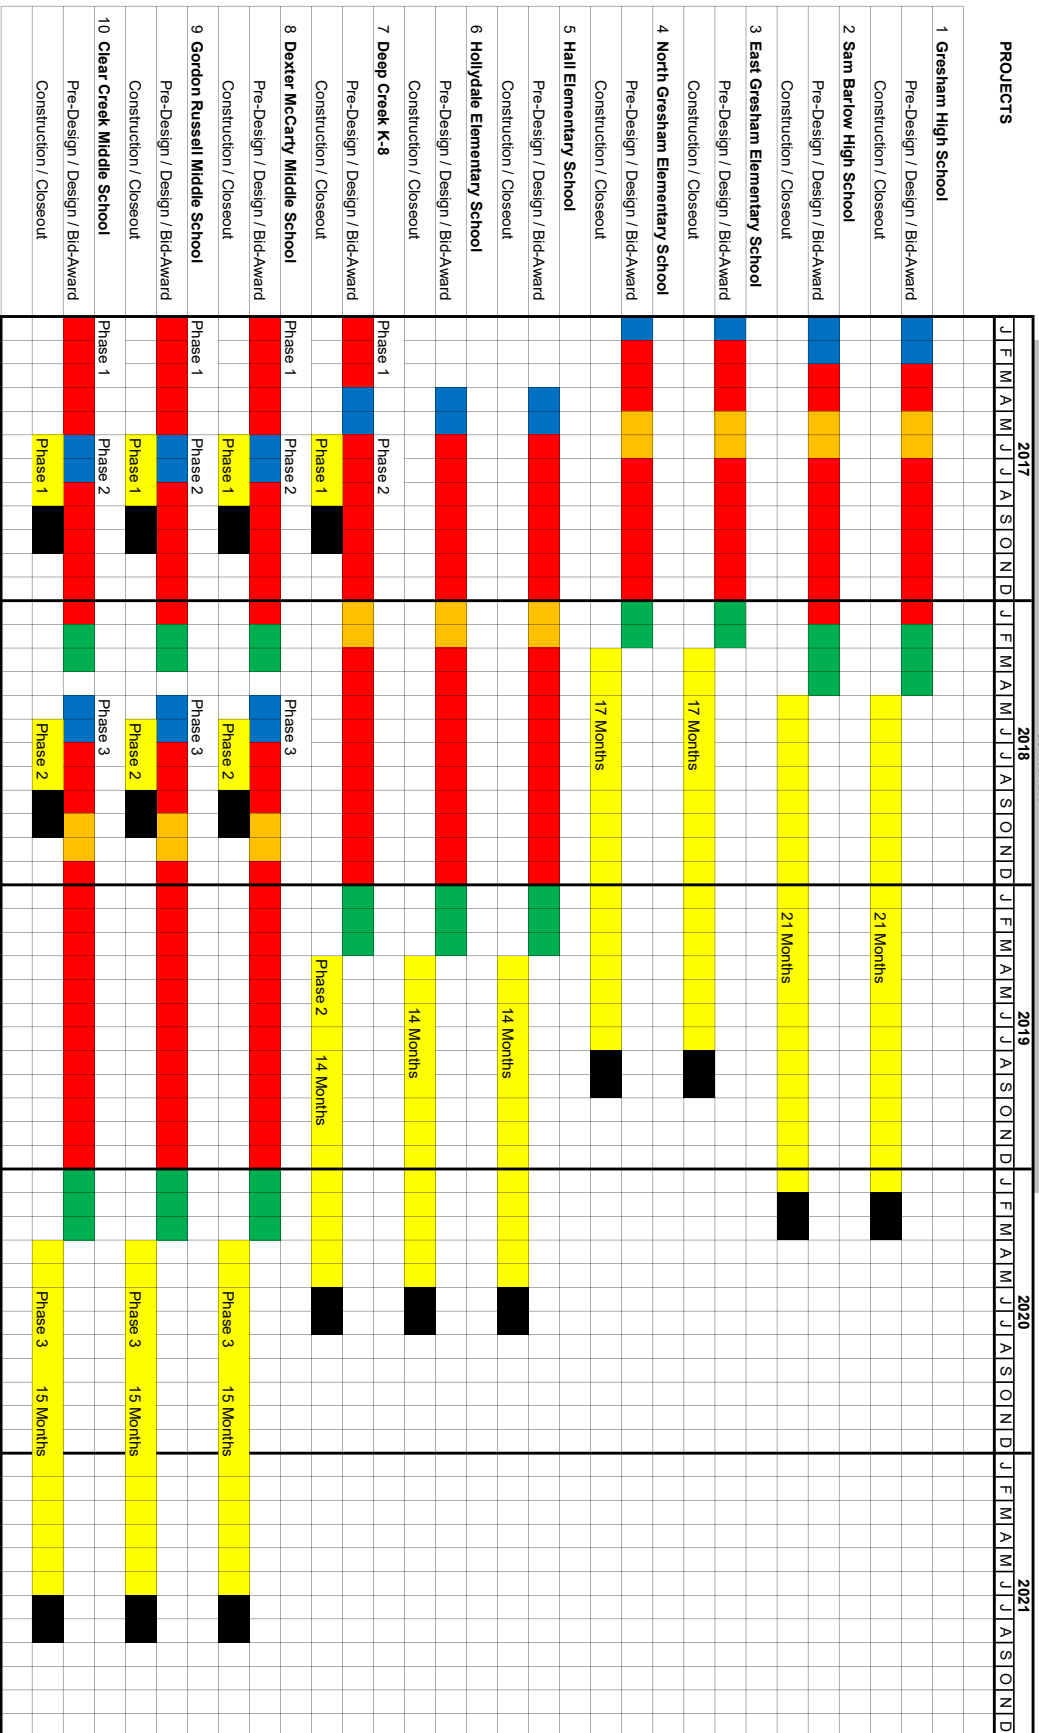 2017 2018 2019 2020 2021
PROJECTS J F M A M J J A S O N D J F M A M J J A S O N D J F M A M J J A S O N D J F M A M J J A S O N D J F M A M J J A S O N D
1 Gresham High School
Pre-Design / Design / Bid-Award
Construction / Closeout 21 Months
2 Sam Barlow High School
Pre-Design / Design / Bid-Award
Construction / Closeout 21 Months
3 East Gresham Elementary School
Pre-Design / Design / Bid-Award
Construction / Closeout 17 Months
4 North Gresham Elementary School
Pre-Design / Design / Bid-Award
Construction / Closeout 17 Months
5 Hall Elementary School
Pre-Design / Design / Bid-Award
Construction / Closeout 14 Months
6 Hollydale Elementary School
Pre-Design / Design / Bid-Award
Construction / Closeout 14 Months
7 Deep Creek K-8 Phase 1 Phase 2
Pre-Design / Design / Bid-Award
Construction / Closeout Phase 1 Phase 2 14 Months
8 Dexter McCarty Middle School Phase 1 Phase 2 Phase 3
Pre-Design / Design / Bid-Award
Construction / Closeout Phase 1 Phase 2 Phase 3 15 Months
9 Gordon Russell Middle School Phase 1 Phase 2 Phase 3
Pre-Design / Design / Bid-Award
Construction / Closeout Phase 1 Phase 2 Phase 3 15 Months
10 Clear Creek Middle School Phase 1 Phase 2 Phase 3
Pre-Design / Design / Bid-Award
Construction / Closeout Phase 1 Phase 2 Phase 3 15 Months